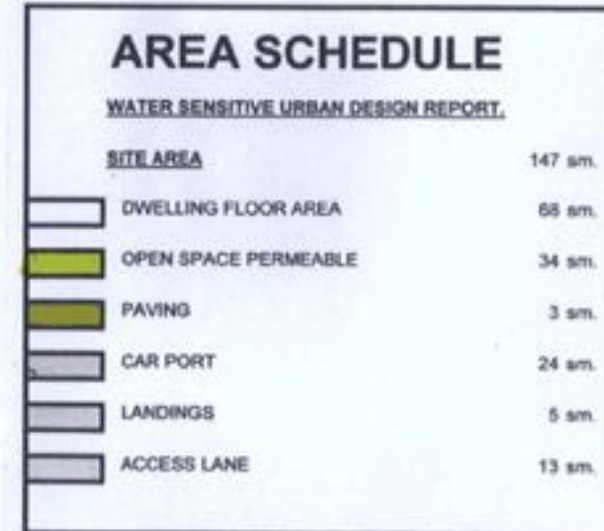 AREA SCHEDULE
WATER SENSITIVE URBAN DESIGN REPORT.
SITE AREA 147 sm.
DWELLING FLOOR AREA 68 sm.
OPEN SPACE PERMEABLE 34 sm.
PAVING 3 sm.
CAR PORT 24 sm.
LANDINGS 5 sm.
ACCESS LANE 13 sm.